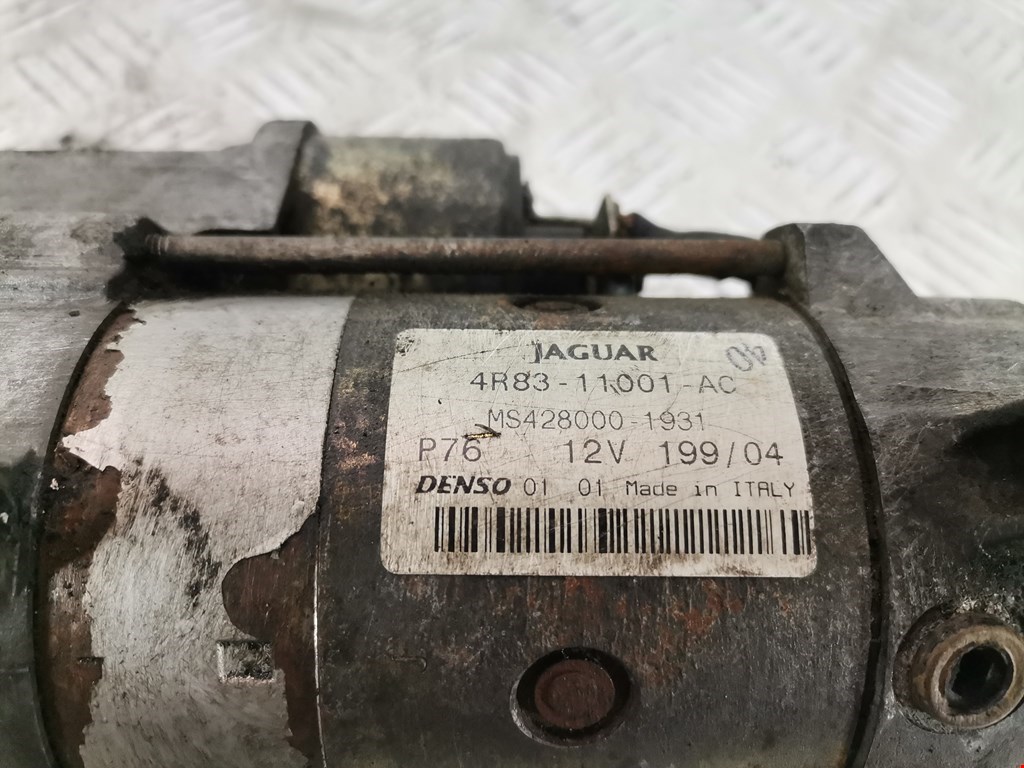 JAGUAR
4R83-11001-AC
MS428000-1931
P76 12V 199/04
DENSO 01 01 Made in ITALY